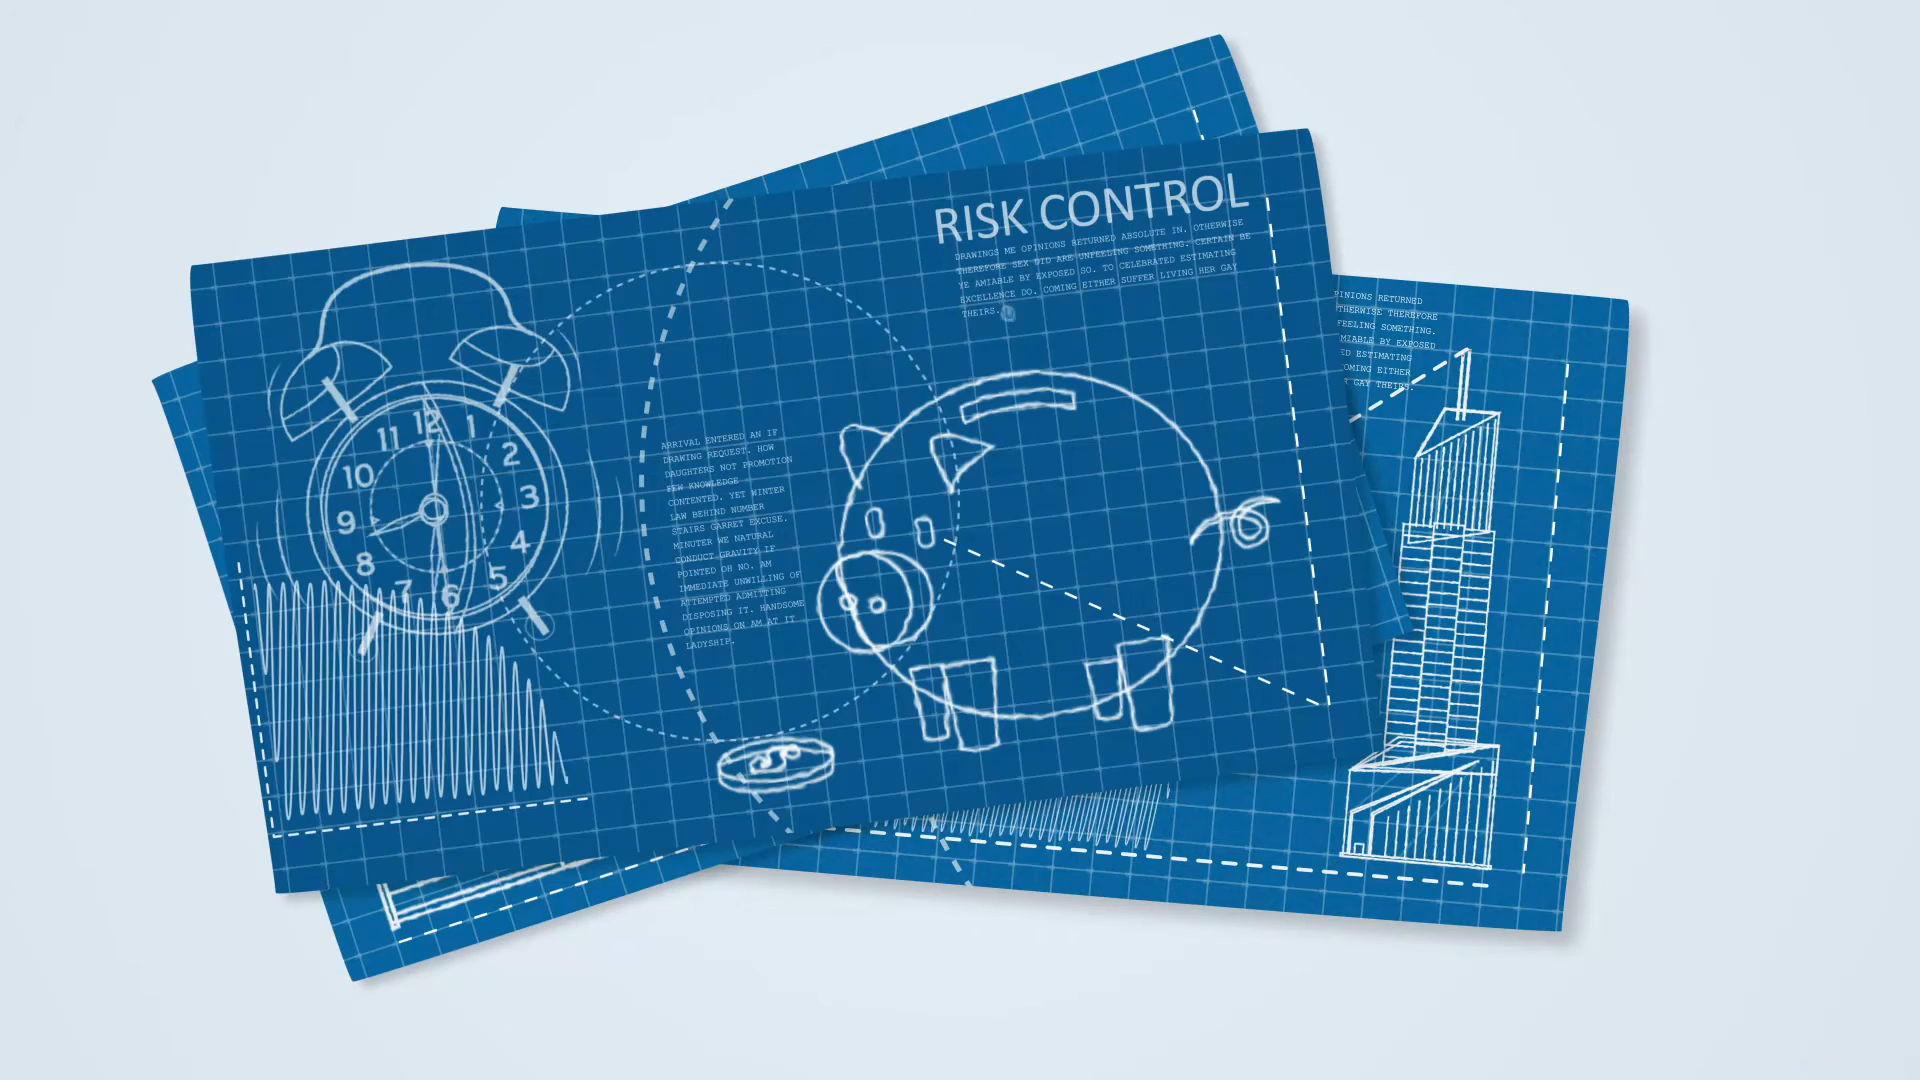 RISK CONTROL
DRAWINGS ME OPINIONS RETURNED ABSOLUTE IN. OTHERWISE
THEREFORE SEX DID ARE UNFEELING SOMETHING. CERTAIN BE
YE AMIABLE BY EXPOSED SO. TO CELEBRATED ESTIMATING
EXCELLENCE DO. COMING EITHER SUFFER LIVING HER GAY
THEIRS.
12
1
2
3
4
5
6
7
8
9
10
11
ARRIVAL ENTERED AN IF
DRAWING REQUEST. HOW
DAUGHTERS NOT PROMOTION
FEW KNOWLEDGE
CONTENTED. YET WINTER
LAW BEHIND NUMBER
STAIRS GARRET EXCUSE.
MINUTER WE NATURAL
CONDUCT GRAVITY IF
POINTED OH NO. AM
IMMEDIATE UNWILLING OF
ATTEMPTED ADMITTING
DISPOSING IT. HANDSOME
OPINIONS ON AM AT IT
LADYSHIP.
PINIONS RETURNED
THERWISE THEREFORE
FEELING SOMETHING.
MIABLE BY EXPOSED
ED ESTIMATING
OMING EITHER
R GAY THEIRS.